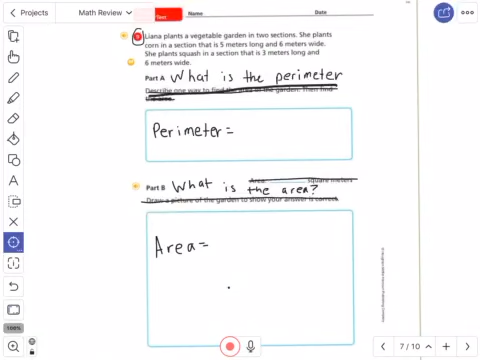 Projects
Math Review
Text
Name
Date
Liana plants a vegetable garden in two sections. She plants
corn in a section that is 5 meters long and 6 meters wide.
She plants squash in a section that is 3 meters long and
6 meters wide.
Part A What is the perimeter
Describe one way to find the area of the garden. Then find
the area.
Perimeter =
Area: square meters
Part B What is the area?
Draw a picture of the garden to show your answer is correct.
Area=
100%
7 / 10